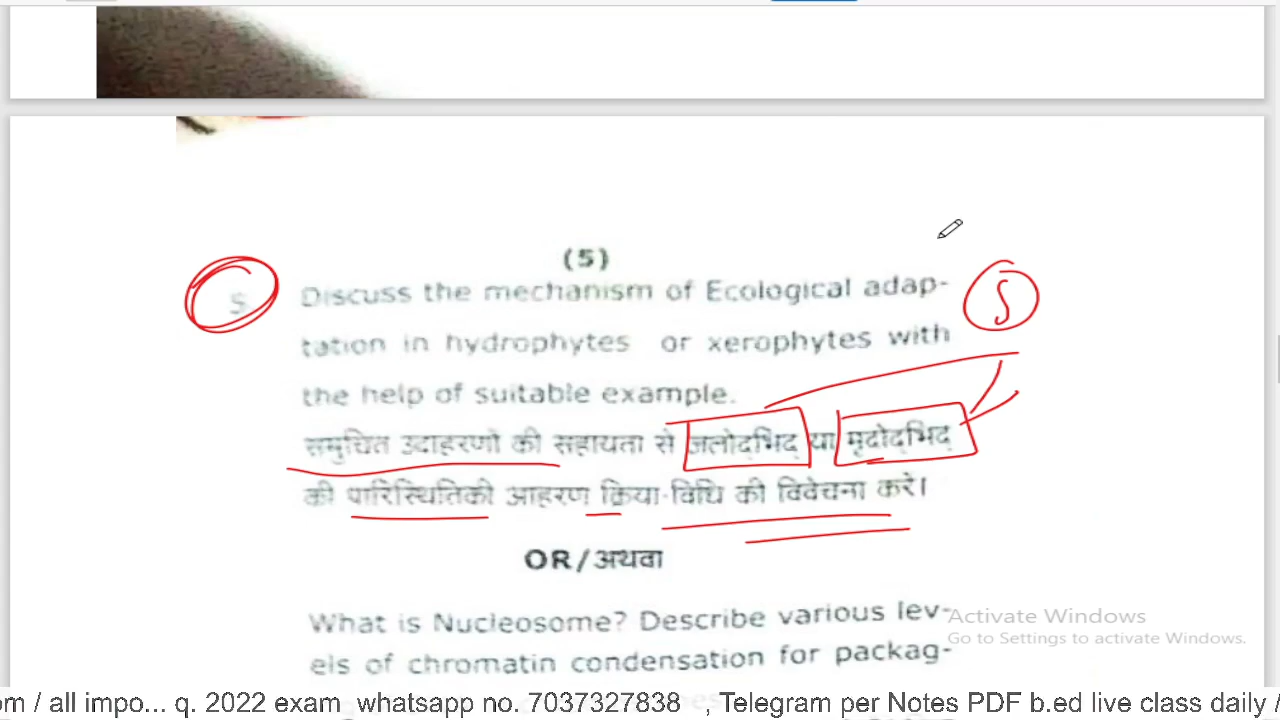 (5)
5 Discuss the mechanism of Ecological adap- 5
tation in hydrophytes or xerophytes with
the help of suitable example.
समुचित उदाहरणों की सहायता से जलोद्भिद् या मृदोद्भिद्
की पारिस्थितिकी आहरण क्रिया-विधि की विवेचना करें।
OR/अथवा
What is Nucleosome? Describe various lev-
els of chromatin condensation for packag-
Activate Windows
Go to Settings to activate Windows.
om / all impo... q. 2022 exam whatsapp no. 7037327838 , Telegram per Notes PDF b.ed live class daily /